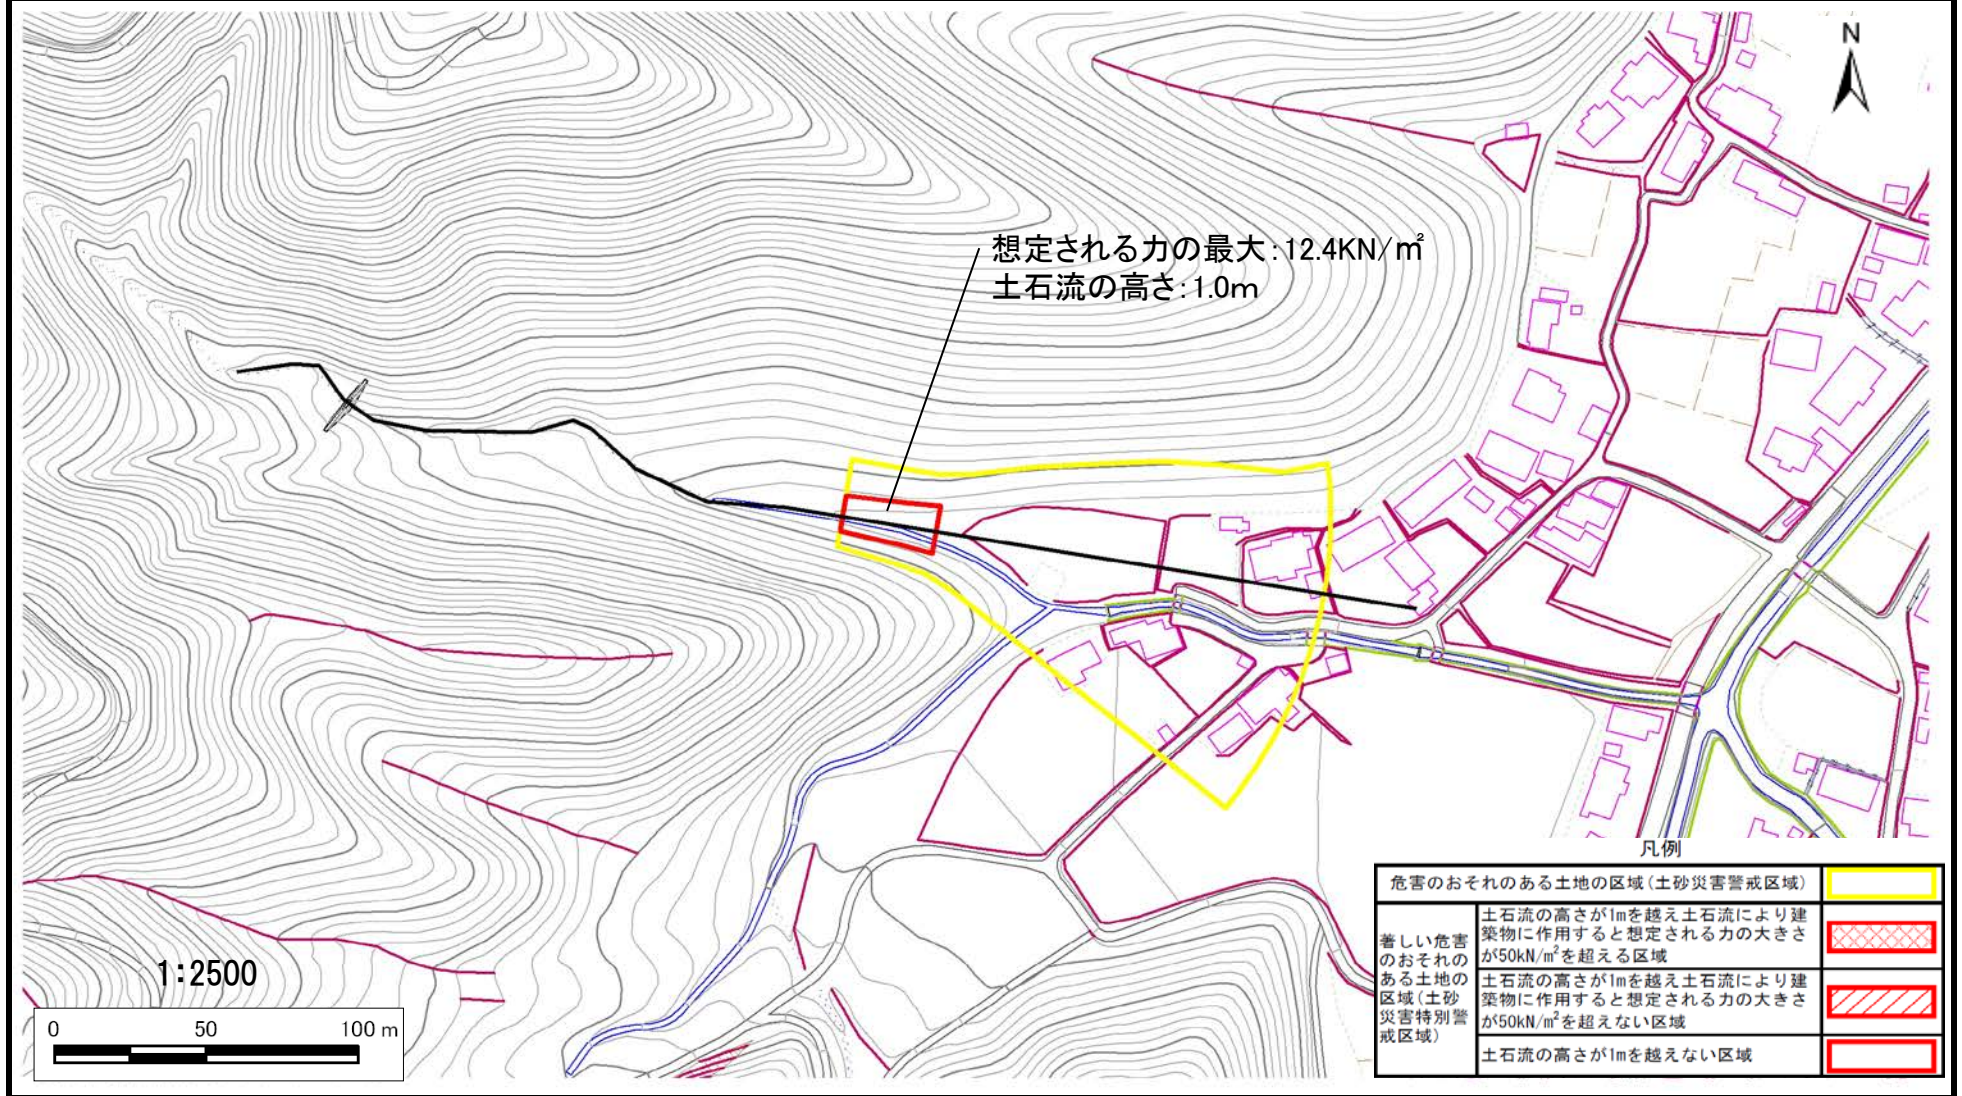 N
想定される力の最大:12.4KN/㎡
土石流の高さ:1.0m
1:2500
0 50 100 m
凡例
危害のおそれのある土地の区域(土砂災害警戒区域)
著しい危害
のおそれの
ある土地の
区域(土砂
災害特別警
戒区域)
土石流の高さが1mを越え土石流により建
築物に作用すると想定される力の大きさ
が50kN/㎡を超える区域
土石流の高さが1mを越え土石流により建
築物に作用すると想定される力の大きさ
が50kN/㎡を超えない区域
土石流の高さが1mを越えない区域